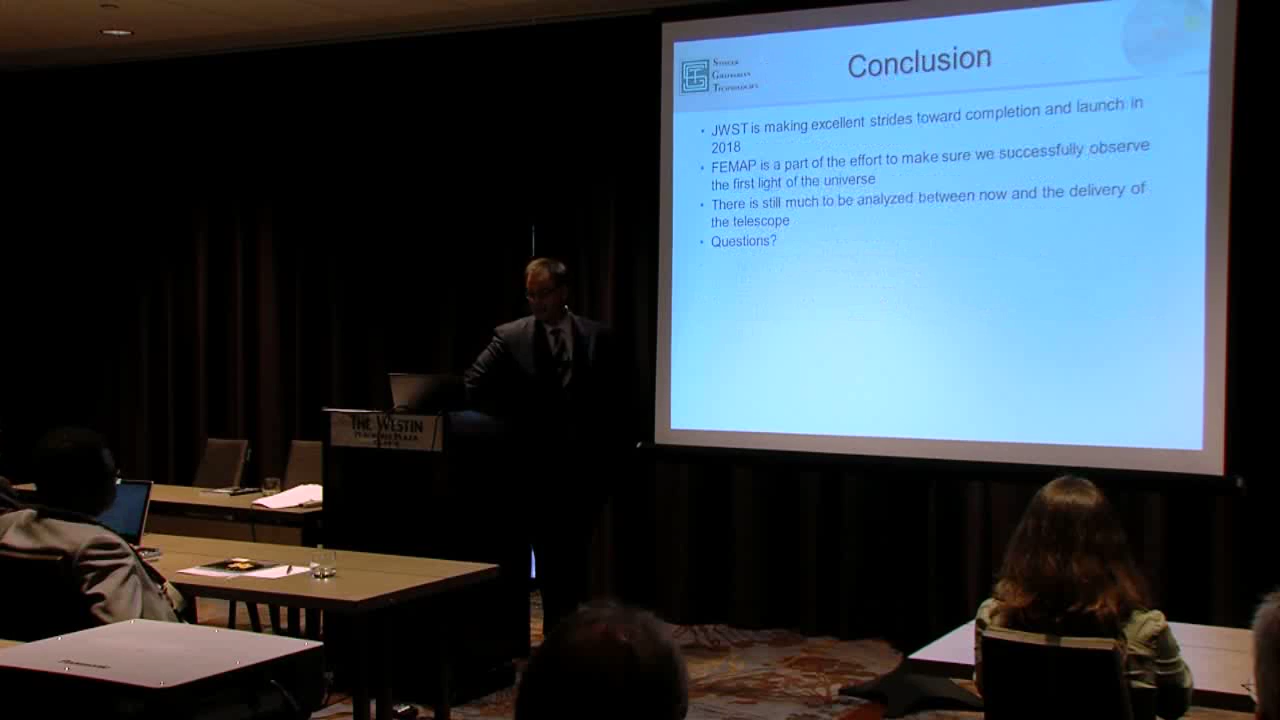 Conclusion
STINGER
GHAFFARIAN
TECHNOLOGIES
• JWST is making excellent strides toward completion and launch in
2018
• FEMAP is a part of the effort to make sure we successfully observe
the first light of the universe
• There is still much to be analyzed between now and the delivery of
the telescope
• Questions?
THE WESTIN
PEACHTREE PLAZA